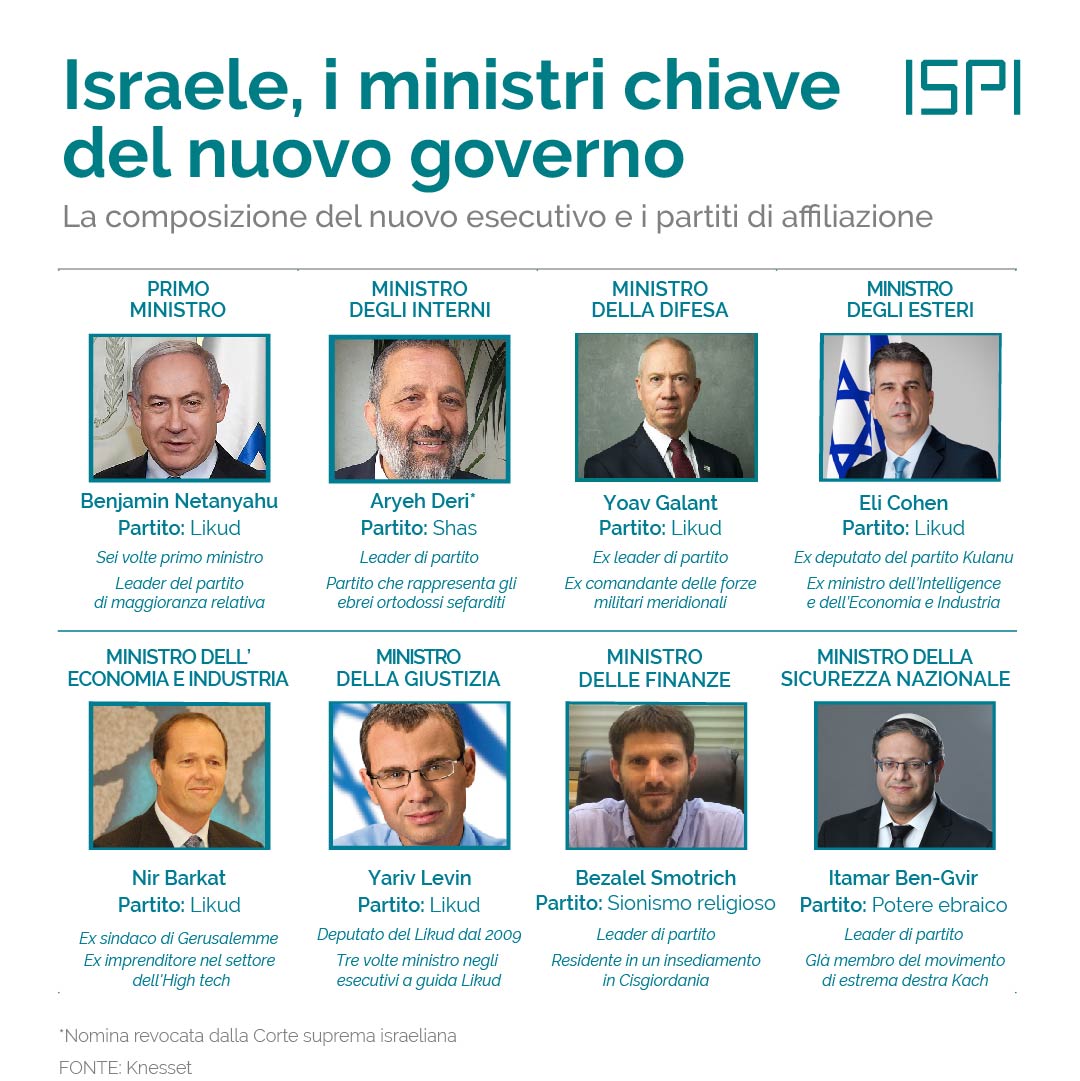 Israele, i ministri chiave
del nuovo governo
ISPI
La composizione del nuovo esecutivo e i partiti di affiliazione
PRIMO
MINISTRO
Benjamin Netanyahu
Partito: Likud
Sei volte primo ministro
Leader del partito
di maggioranza relativa
MINISTRO
DEGLI INTERNI
Aryeh Deri*
Partito: Shas
Leader di partito
Partito che rappresenta gli
ebrei ortodossi sefarditi
MINISTRO
DELLA DIFESA
Yoav Galant
Partito: Likud
Ex leader di partito
Ex comandante delle forze
militari meridionali
MINISTRO
DEGLI ESTERI
Eli Cohen
Partito: Likud
Ex deputato del partito Kulanu
Ex ministro dell'Intelligence
e dell'Economia e Industria
MINISTRO DELL'
ECONOMIA E INDUSTRIA
Nir Barkat
Partito: Likud
Ex sindaco di Gerusalemme
Ex imprenditore nel settore
dell'High tech
MINISTRO
DELLA GIUSTIZIA
Yariv Levin
Partito: Likud
Deputato del Likud dal 2009
Tre volte ministro negli
esecutivi a guida Likud
MINISTRO
DELLE FINANZE
Bezalel Smotrich
Partito: Sionismo religioso
Leader di partito
Residente in un insediamento
in Cisgiordania
MINISTRO DELLA
SICUREZZA NAZIONALE
Itamar Ben-Gvir
Partito: Potere ebraico
Leader di partito
GIà membro del movimento
di estrema destra Kach
*Nomina revocata dalla Corte suprema israeliana
FONTE: Knesset